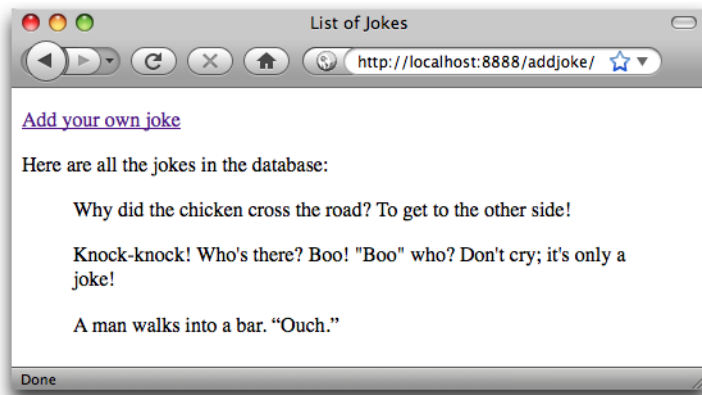 List of Jokes
http://localhost:8888/addjoke/
Add your own joke
Here are all the jokes in the database:
Why did the chicken cross the road? To get to the other side!
Knock-knock! Who's there? Boo! "Boo" who? Don't cry; it's only a
joke!
A man walks into a bar. “Ouch.”
Done